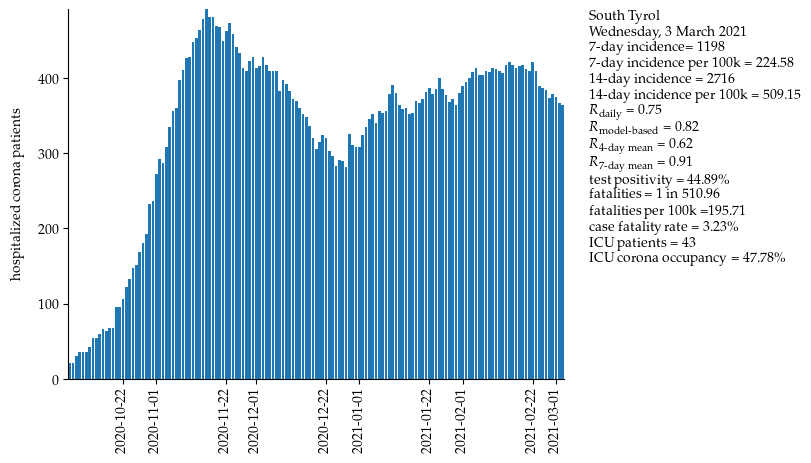 South Tyrol
Wednesday, 3 March 2021
7-day incidence= 1198
7-day incidence per 100k = 224.58
14-day incidence = 2716
14-day incidence per 100k = 509.15
R daily = 0.75
R model-based = 0.82
R 4-day mean = 0.62
R 7-day mean = 0.91
test positivity = 44.89%
fatalities = 1 in 510.96
fatalities per 100k =195.71
case fatality rate = 3.23%
ICU patients = 43
ICU corona occupancy = 47.78%
hospitalized corona patients
400
300
200
100
0
2020-10-22
2020-11-01
2020-11-22
2020-12-01
2020-12-22
2021-01-01
2021-01-22
2021-02-01
2021-02-22
2021-03-01